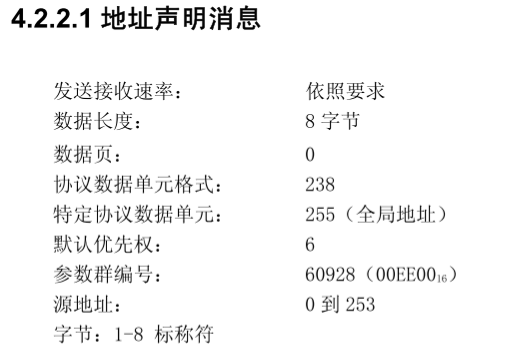 4.2.2.1 地址声明消息
发送接收速率： 依照要求
数据长度： 8 字节
数据页： 0
协议数据单元格式： 238
特定协议数据单元： 255（全局地址）
默认优先权： 6
参数群编号： 60928（00EE00₁₆）
源地址： 0 到 253
字节：1-8 标称符